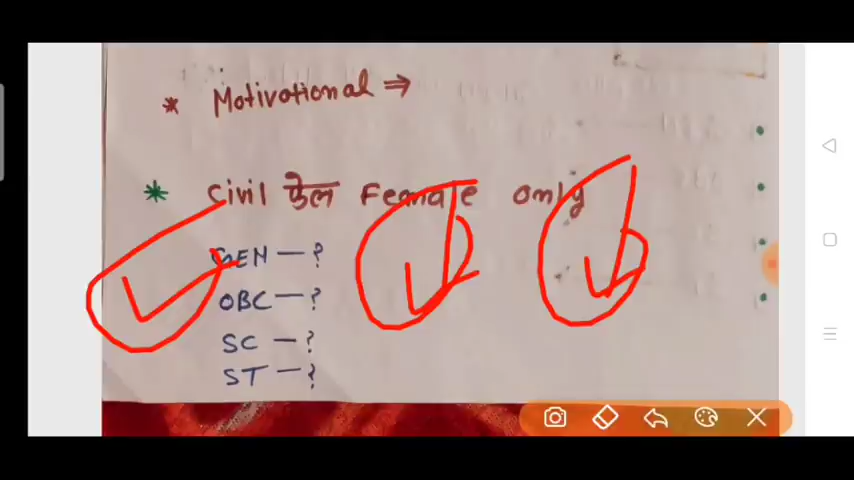 * Motivational ⇒
* Civil फेल Female only
GEN — ?
OBC — ?
SC — ?
ST — ?